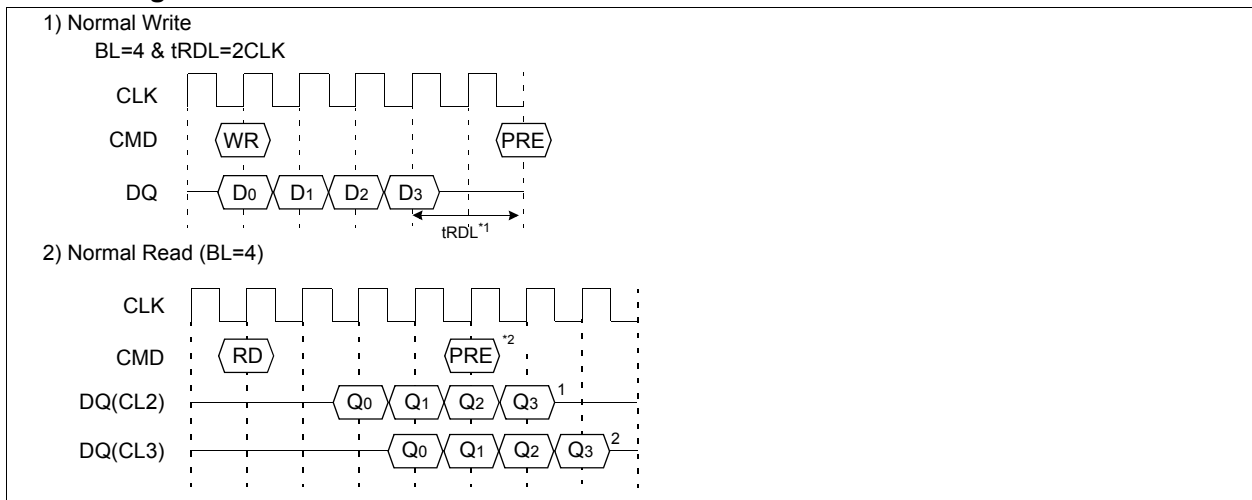 1) Normal Write
BL=4 & tRDL=2CLK
CLK
CMD WR PRE
DQ D0 D1 D2 D3
tRDL*1
2) Normal Read (BL=4)
CLK
CMD RD PRE *2
DQ(CL2) Q0 Q1 Q2 Q3 1
DQ(CL3) Q0 Q1 Q2 Q3 2